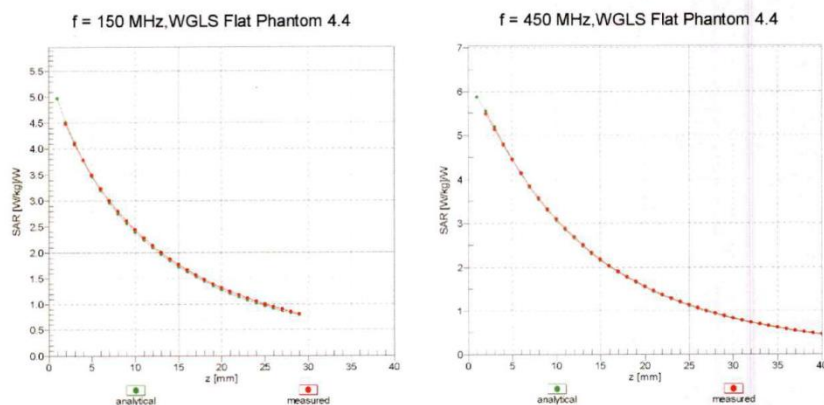 f = 150 MHz,WGLS Flat Phantom 4.4
5.5
5.0
4.5
4.0
3.5
3.0
2.5
2.0
1.5
1.0
0.5
0.0
SAR [W/kg]/W
0 5 10 15 20 25 30 35 40
z [mm]
analytical measured
f = 450 MHz,WGLS Flat Phantom 4.4
7
6
5
4
3
2
1
0
SAR [W/kg]/W
0 5 10 15 20 25 30 35 40
z [mm]
analytical measured